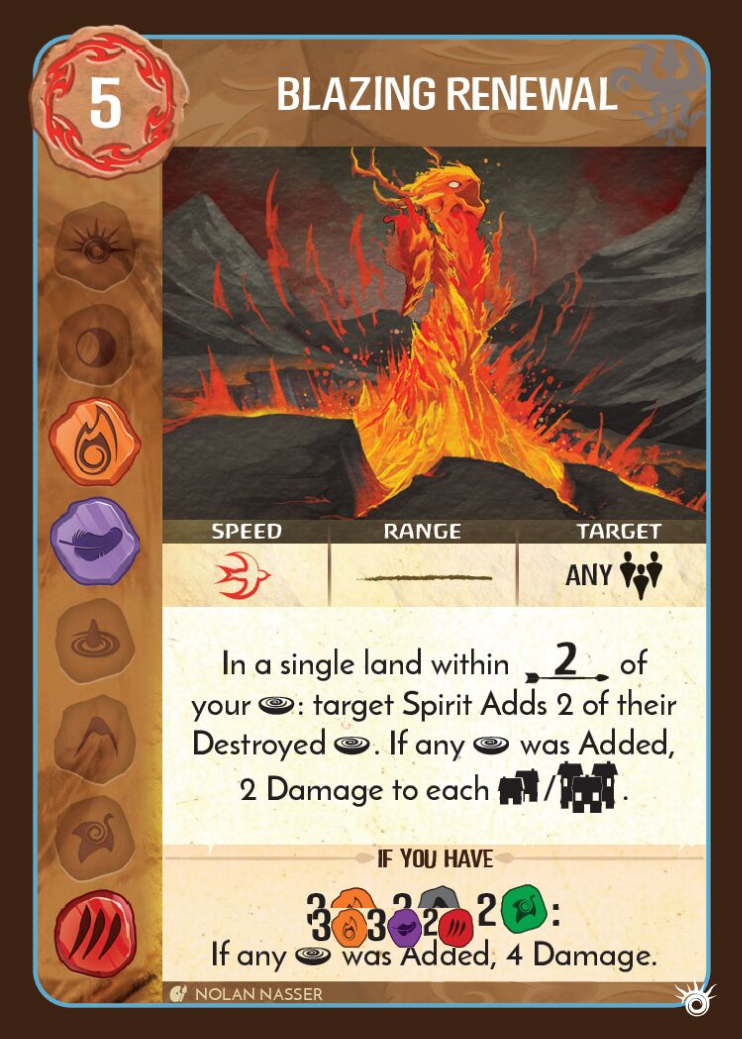 5
BLAZING RENEWAL
SPEED RANGE TARGET
ANY
In a single land within 2 of
your : target Spirit Adds 2 of their
Destroyed . If any was Added,
2 Damage to each / .
IF YOU HAVE
3 2 :
3 3 2
If any was Added, 4 Damage.
NOLAN NASSER